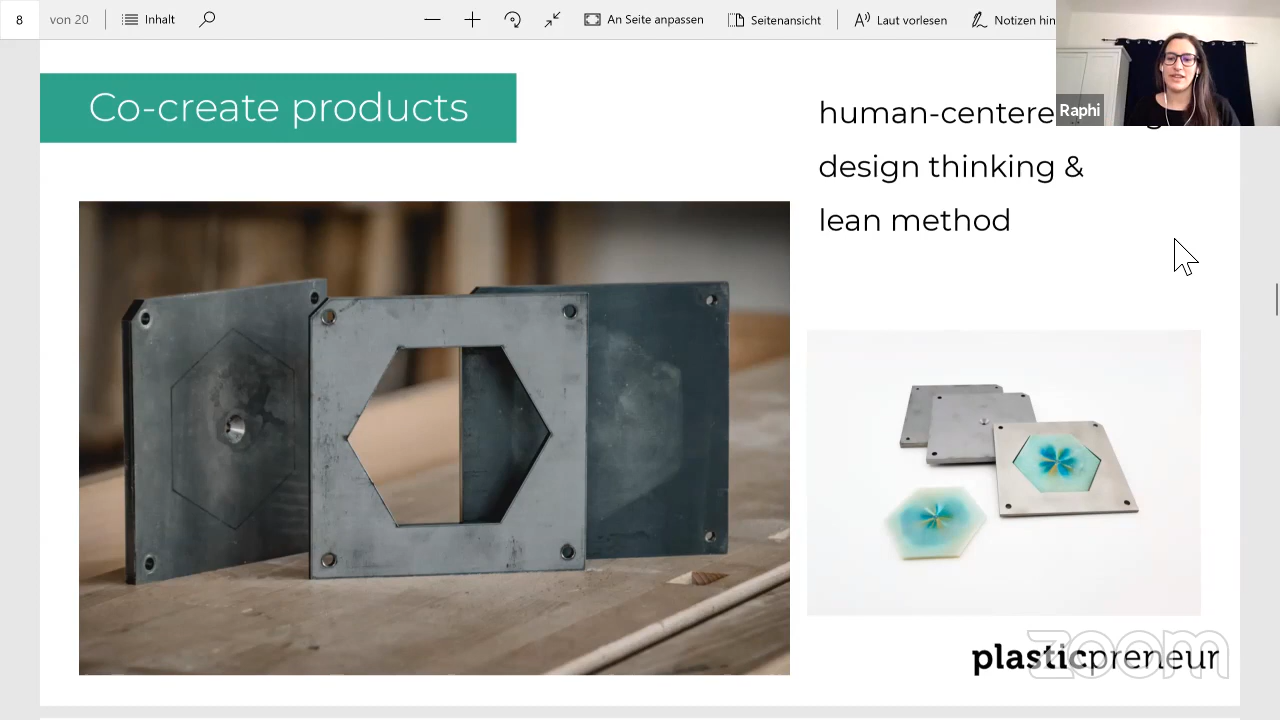 8 von 20 Inhalt An Seite anpassen Seitenansicht Laut vorlesen Notizen hin
Raphi
Co-create products
human-centere
design thinking &
lean method
plasticpreneur
zoom